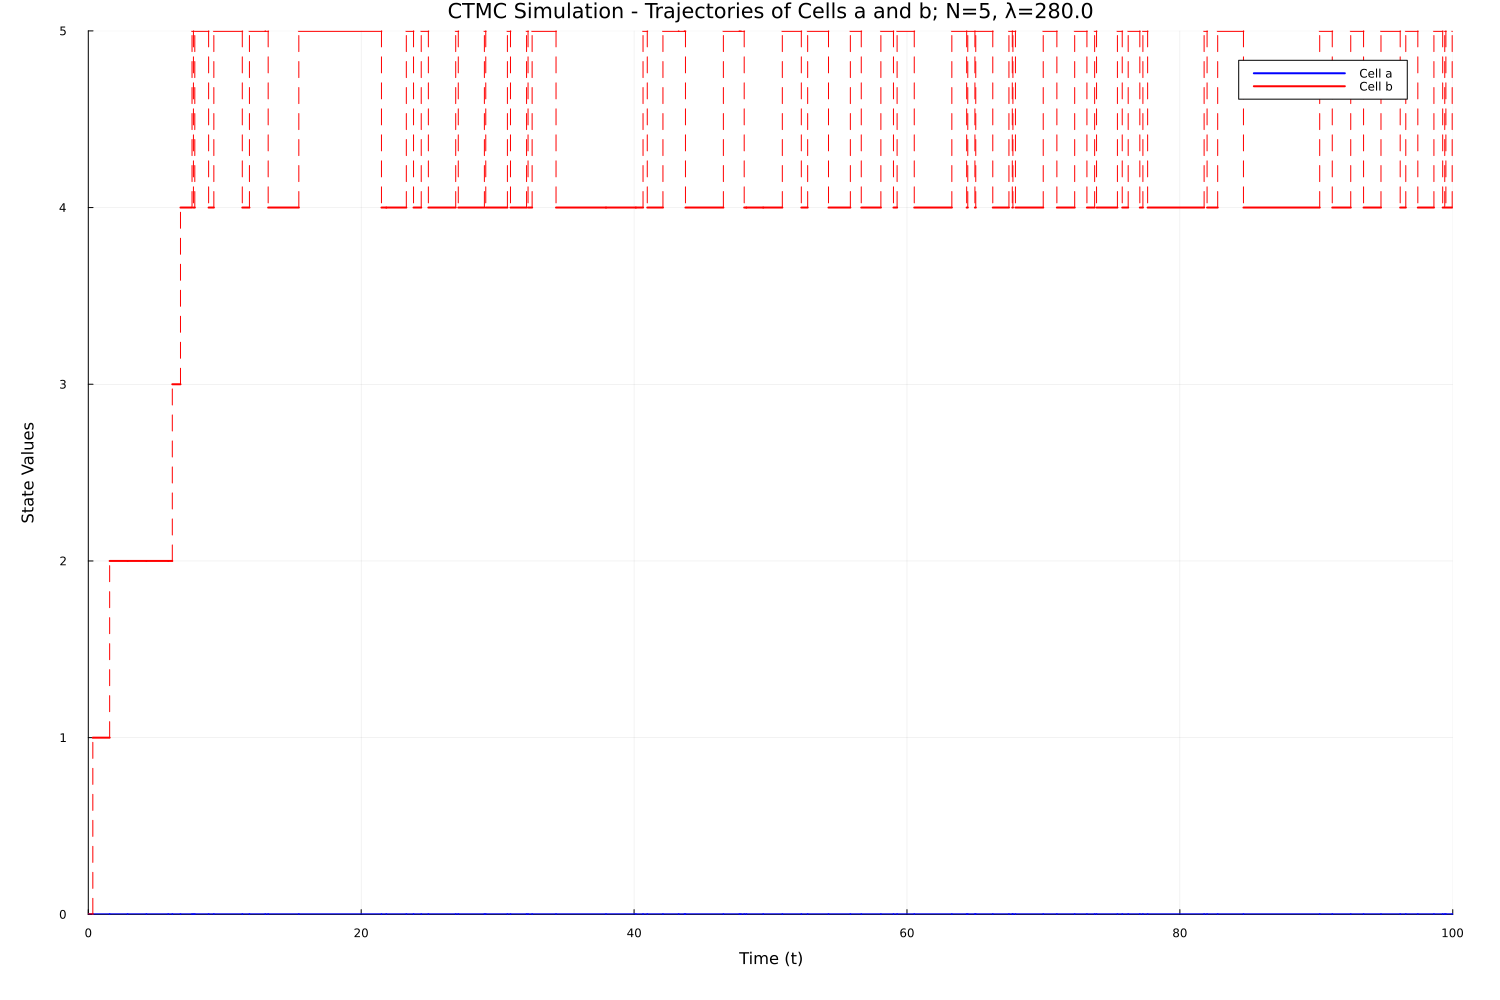 CTMC Simulation - Trajectories of Cells a and b; N=5, λ=280.0
5
Cell a
Cell b
4
3
State Values
2
1
0
0 20 40 60 80 100
Time (t)